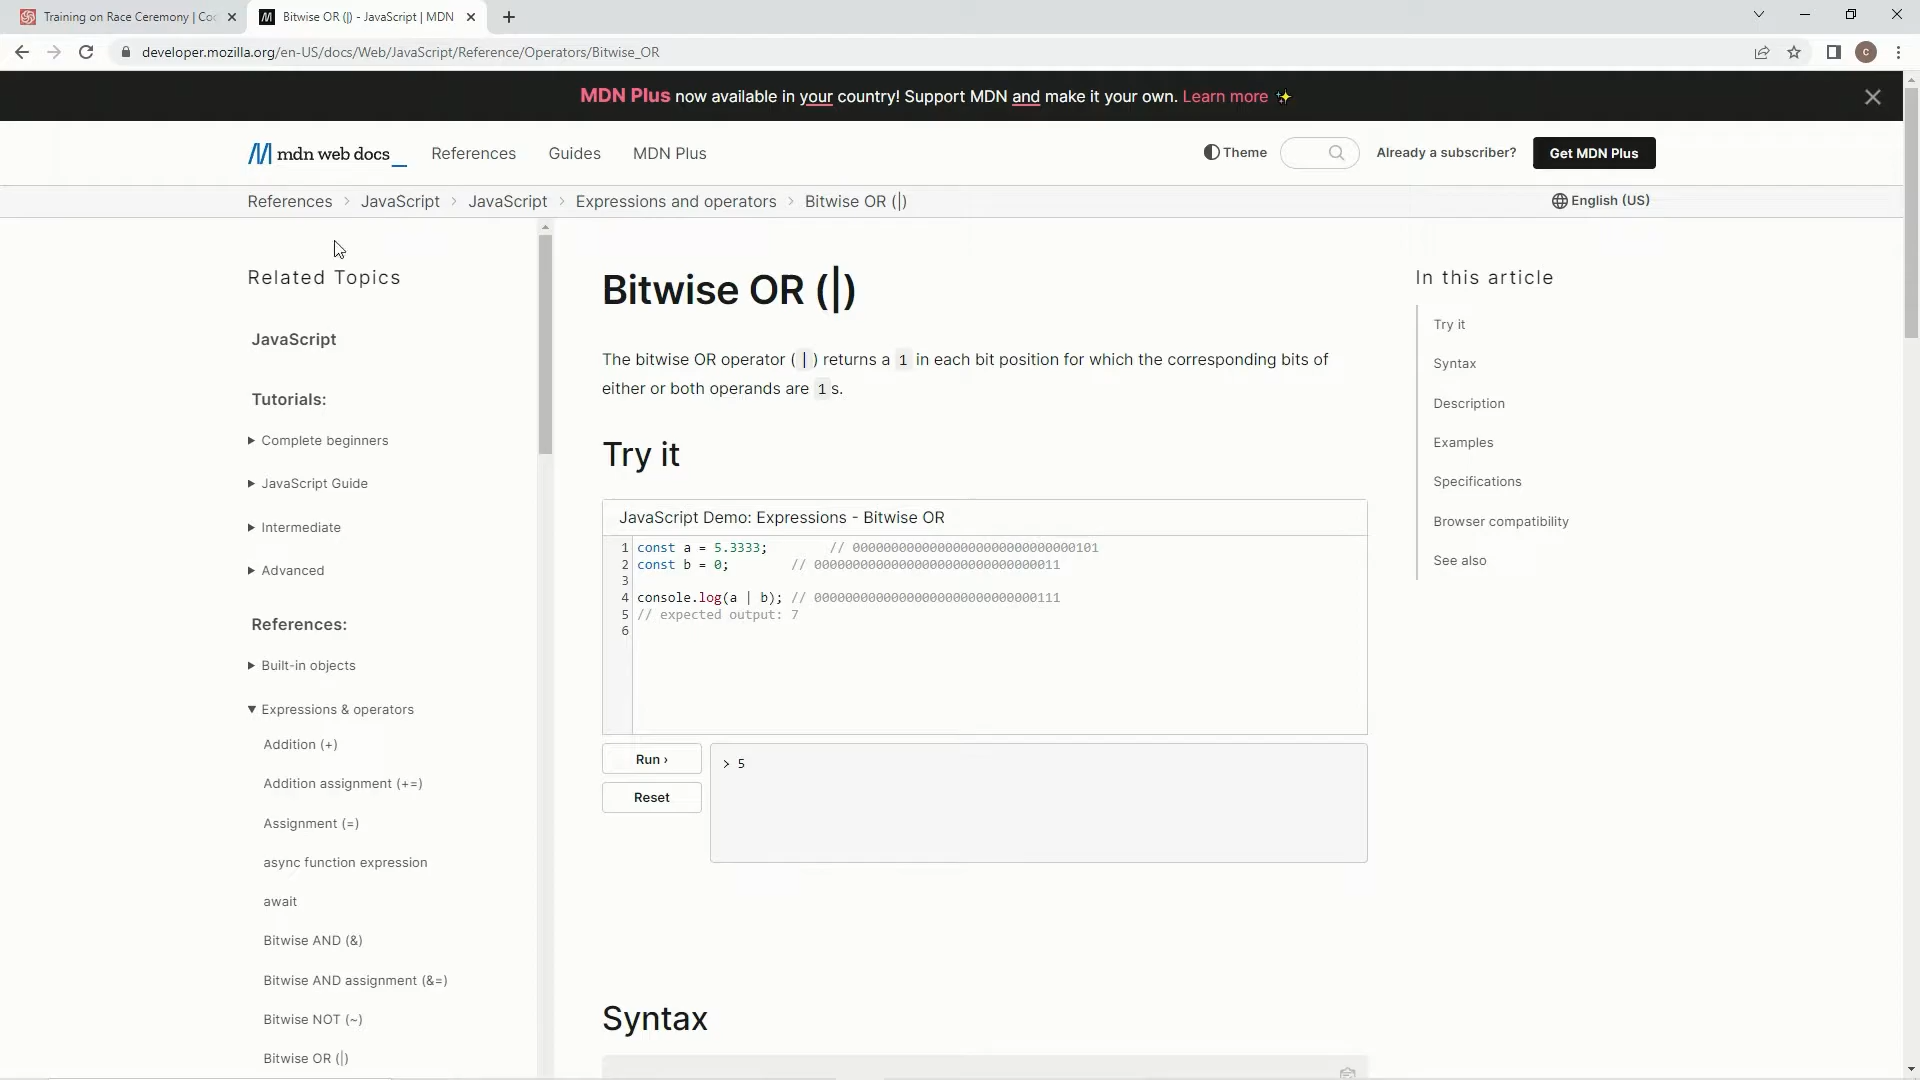 Training on Race Ceremony | Co
Bitwise OR (|) - JavaScript | MDN
developer.mozilla.org/en-US/docs/Web/JavaScript/Reference/Operators/Bitwise_OR
C
MDN Plus now available in your country! Support MDN and make it your own. Learn more ✨
mdn web docs_
References
Guides
MDN Plus
Theme
Already a subscriber?
Get MDN Plus
References > JavaScript > JavaScript > Expressions and operators > Bitwise OR (|)
English (US)
Related Topics
JavaScript
Tutorials:
Complete beginners
JavaScript Guide
Intermediate
Advanced
References:
Built-in objects
Expressions & operators
Addition (+)
Addition assignment (+=)
Assignment (=)
async function expression
await
Bitwise AND (&)
Bitwise AND assignment (&=)
Bitwise NOT (~)
Bitwise OR (|)
Bitwise OR (|)
The bitwise OR operator ( | ) returns a 1 in each bit position for which the corresponding bits of
either or both operands are 1 s.
Try it
JavaScript Demo: Expressions - Bitwise OR
1 const a = 5.3333; // 00000000000000000000000000000101
2 const b = 0; // 00000000000000000000000000000011
3
4 console.log(a | b); // 00000000000000000000000000000111
5 // expected output: 7
6
Run ›
Reset
> 5
Syntax
In this article
Try it
Syntax
Description
Examples
Specifications
Browser compatibility
See also